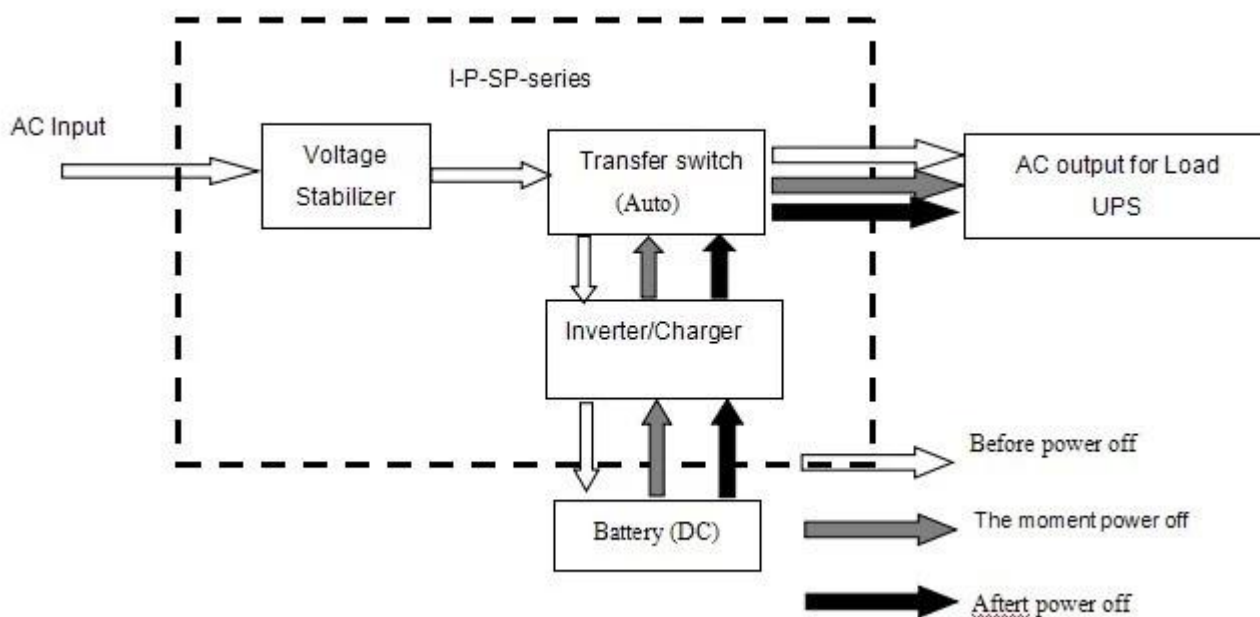 I-P-SP-series
AC Input
Voltage
Stabilizer
Transfer switch
(Auto)
AC output for Load
UPS
Inverter/Charger
Battery (DC)
Before power off
The moment power off
Aftert power off